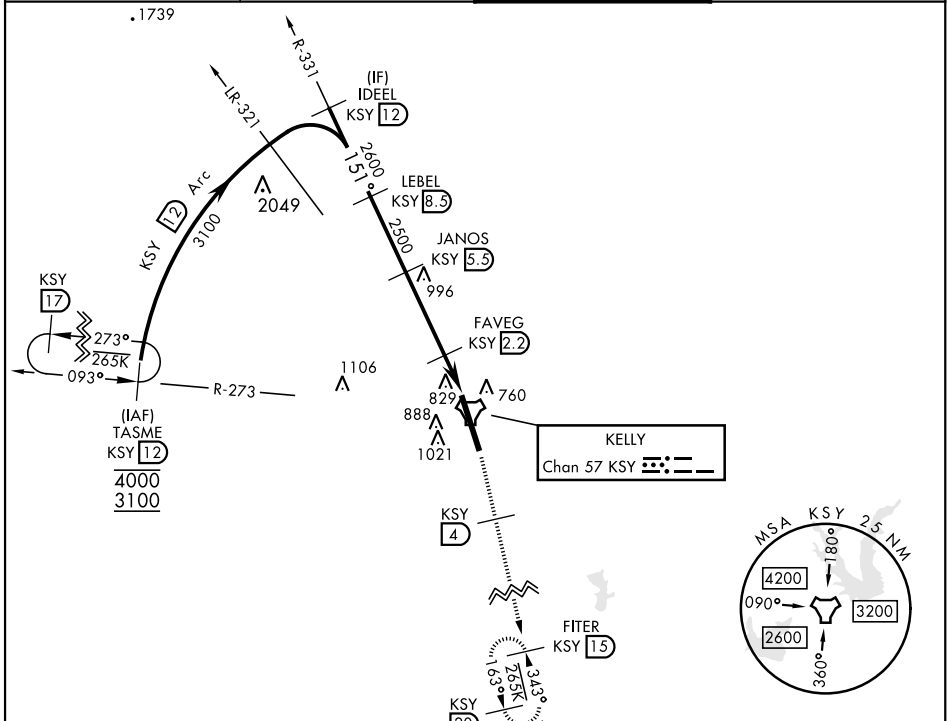 .1739
R-331
(IF)
IDEEL
KSY 12
LR-321
2600
151°
LEBEL
KSY 8.5
KSY 12 Arc
3100
2049
2500
JANOS
KSY 5.5
996
KSY
17
273°
265K
093°
R-273
FAVEG
KSY 2.2
1106
829
760
888
1021
(IAF)
TASME
KSY 12
4000
3100
KELLY
Chan 57 KSY
KSY
4
MSA KSY 25 NM
180°
4200
090°
3200
2600
360°
FITER
KSY 15
163°
265K
343°
KSY